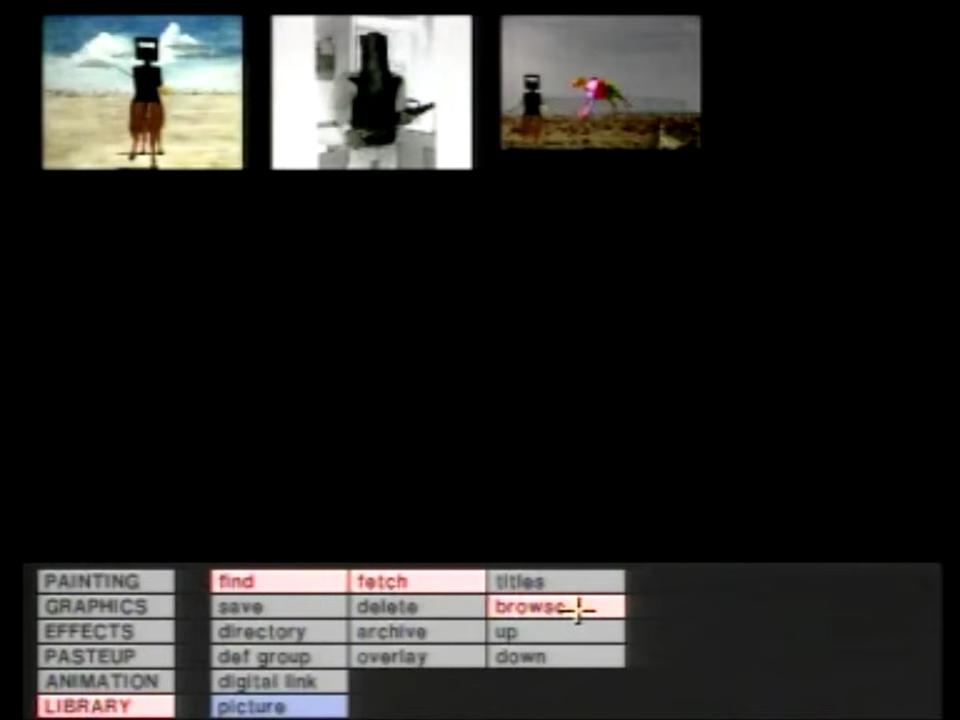 PAINTING find fetch titles
GRAPHICS save delete browse
EFFECTS directory archive up
PASTEUP def group overlay down
ANIMATION digital link
LIBRARY picture